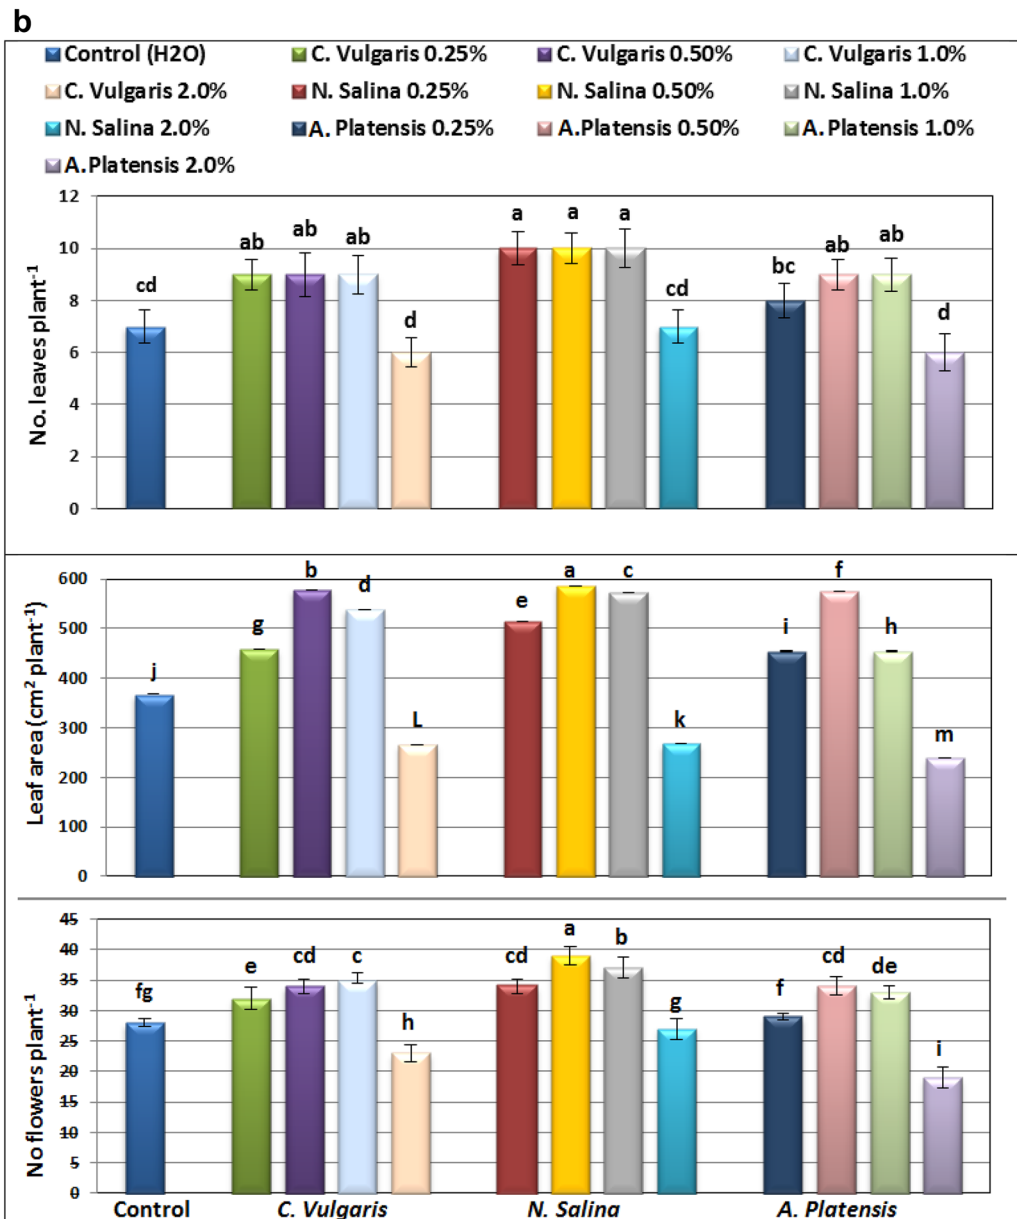 b
Control (H2O) C. Vulgaris 0.25% C. Vulgaris 0.50% C. Vulgaris 1.0%
C. Vulgaris 2.0% N. Salina 0.25% N. Salina 0.50% N. Salina 1.0%
N. Salina 2.0% A. Platensis 0.25% A.Platensis 0.50% A. Platensis 1.0%
A.Platensis 2.0%
No. leaves plant⁻¹
12
10
8
6
4
2
0
cd ab ab ab d a a a cd bc ab ab d
Leaf area (cm² plant⁻¹)
600
500
400
300
200
100
0
j g b d L e a c k i f h m
No flowers plant⁻¹
45
40
35
30
25
20
15
10
5
0
fg e cd c h cd a b g f cd de i
Control C. Vulgaris N. Salina A. Platensis